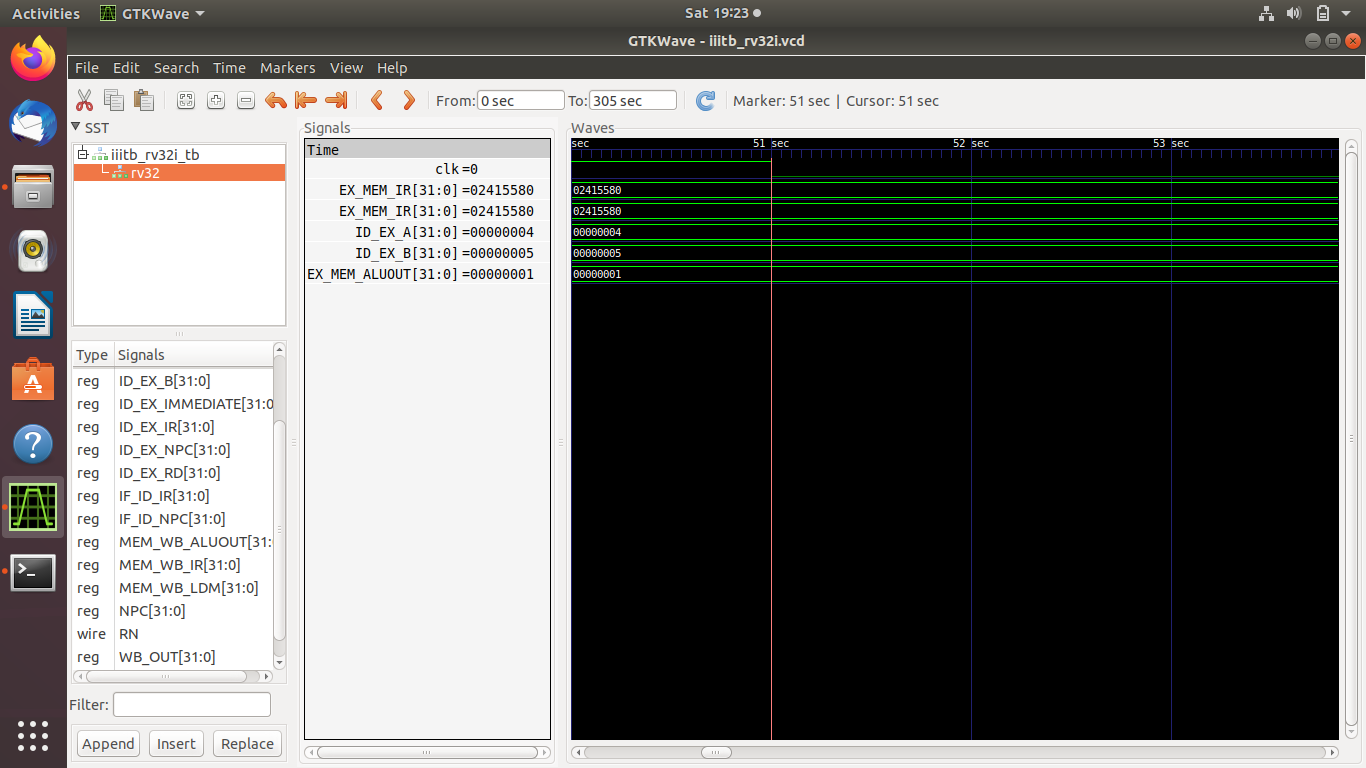 Activities GTKWave Sat 19:23
GTKWave - iiitb_rv32i.vcd
File Edit Search Time Markers View Help
From: 0 sec To: 305 sec Marker: 51 sec | Cursor: 51 sec
SST
iiitb_rv32i_tb
rv32
Type Signals
reg ID_EX_B[31:0]
reg ID_EX_IMMEDIATE[31:0
reg ID_EX_IR[31:0]
reg ID_EX_NPC[31:0]
reg ID_EX_RD[31:0]
reg IF_ID_IR[31:0]
reg IF_ID_NPC[31:0]
reg MEM_WB_ALUOUT[31:
reg MEM_WB_IR[31:0]
reg MEM_WB_LDM[31:0]
reg NPC[31:0]
wire RN
reg WB_OUT[31:0]
Filter:
Append Insert Replace
Signals
Time
clk=0
EX_MEM_IR[31:0]=02415580
EX_MEM_IR[31:0]=02415580
ID_EX_A[31:0]=00000004
ID_EX_B[31:0]=00000005
EX_MEM_ALUOUT[31:0]=00000001
Waves
sec 51 sec 52 sec 53 sec
02415580
02415580
00000004
00000005
00000001